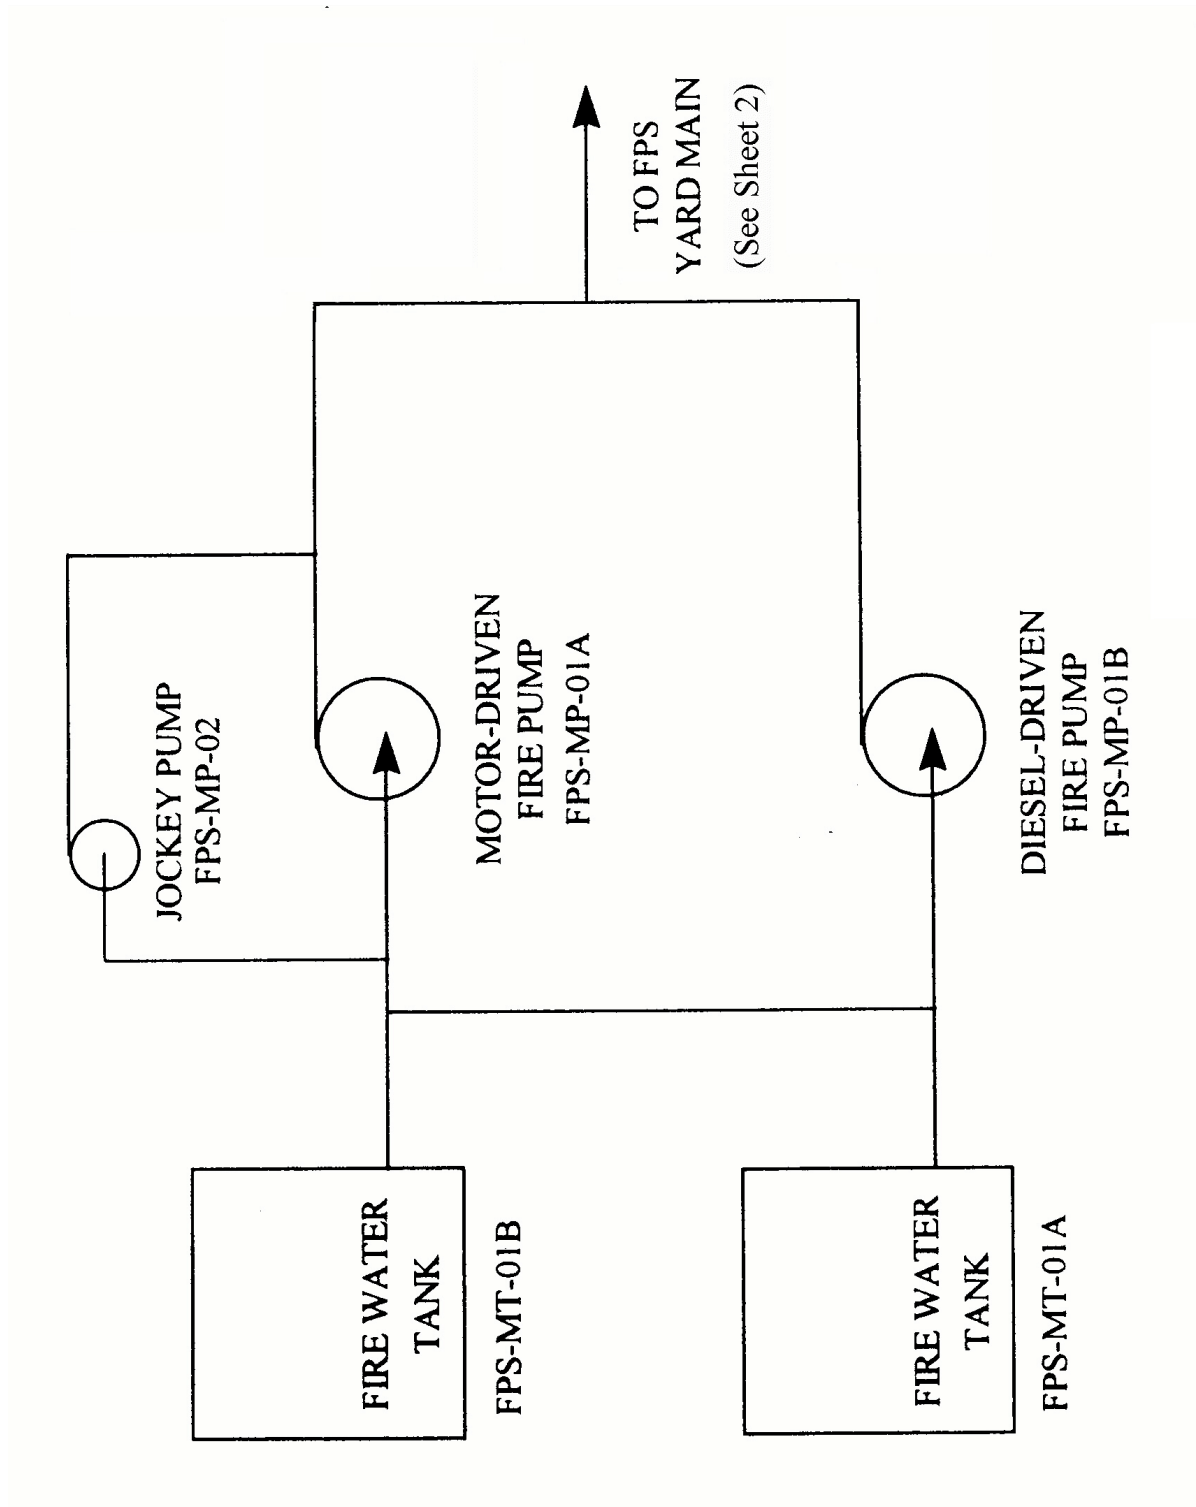 JOCKEY PUMP
FPS-MP-02
TO FPS
YARD MAIN
(See Sheet 2)
MOTOR-DRIVEN
FIRE PUMP
FPS-MP-01A
FIRE WATER
TANK
FPS-MT-01B
DIESEL-DRIVEN
FIRE PUMP
FPS-MP-01B
FIRE WATER
TANK
FPS-MT-01A